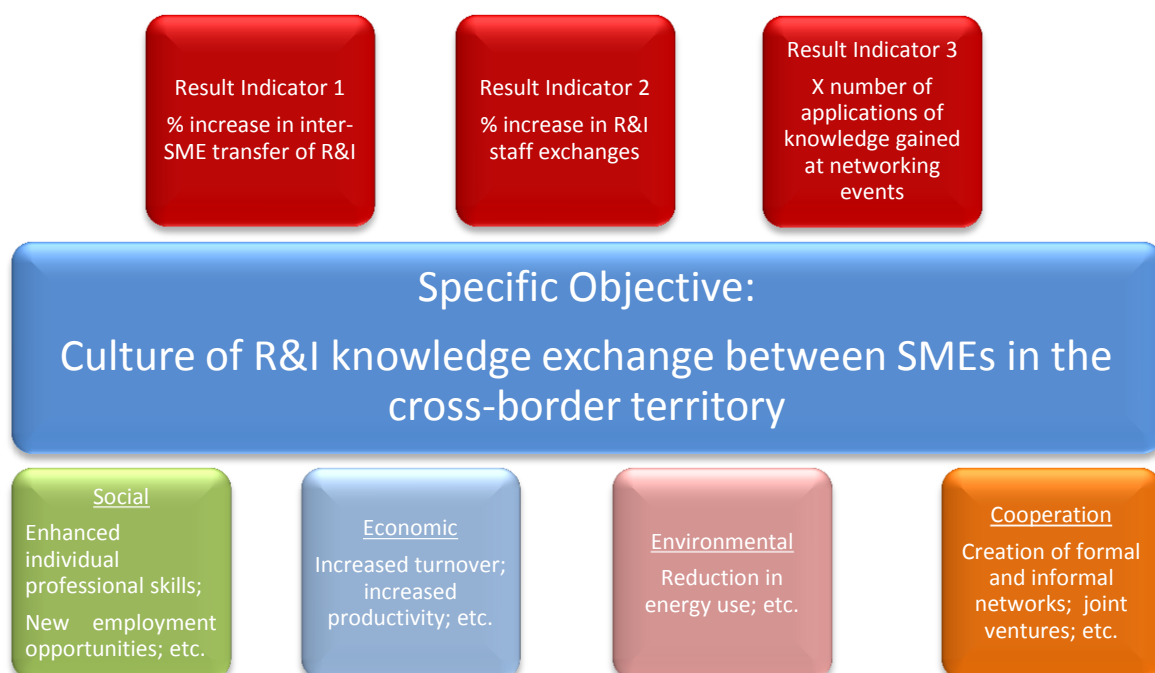 Result Indicator 1
% increase in inter-
SME transfer of R&I
Result Indicator 2
% increase in R&I
staff exchanges
Result Indicator 3
X number of
applications of
knowledge gained
at networking
events
Specific Objective:
Culture of R&I knowledge exchange between SMEs in the
cross-border territory
Social
Enhanced
individual
professional skills;
New employment
opportunities; etc.
Economic
Increased turnover;
increased
productivity; etc.
Environmental
Reduction in
energy use; etc.
Cooperation
Creation of formal
and informal
networks; joint
ventures; etc.